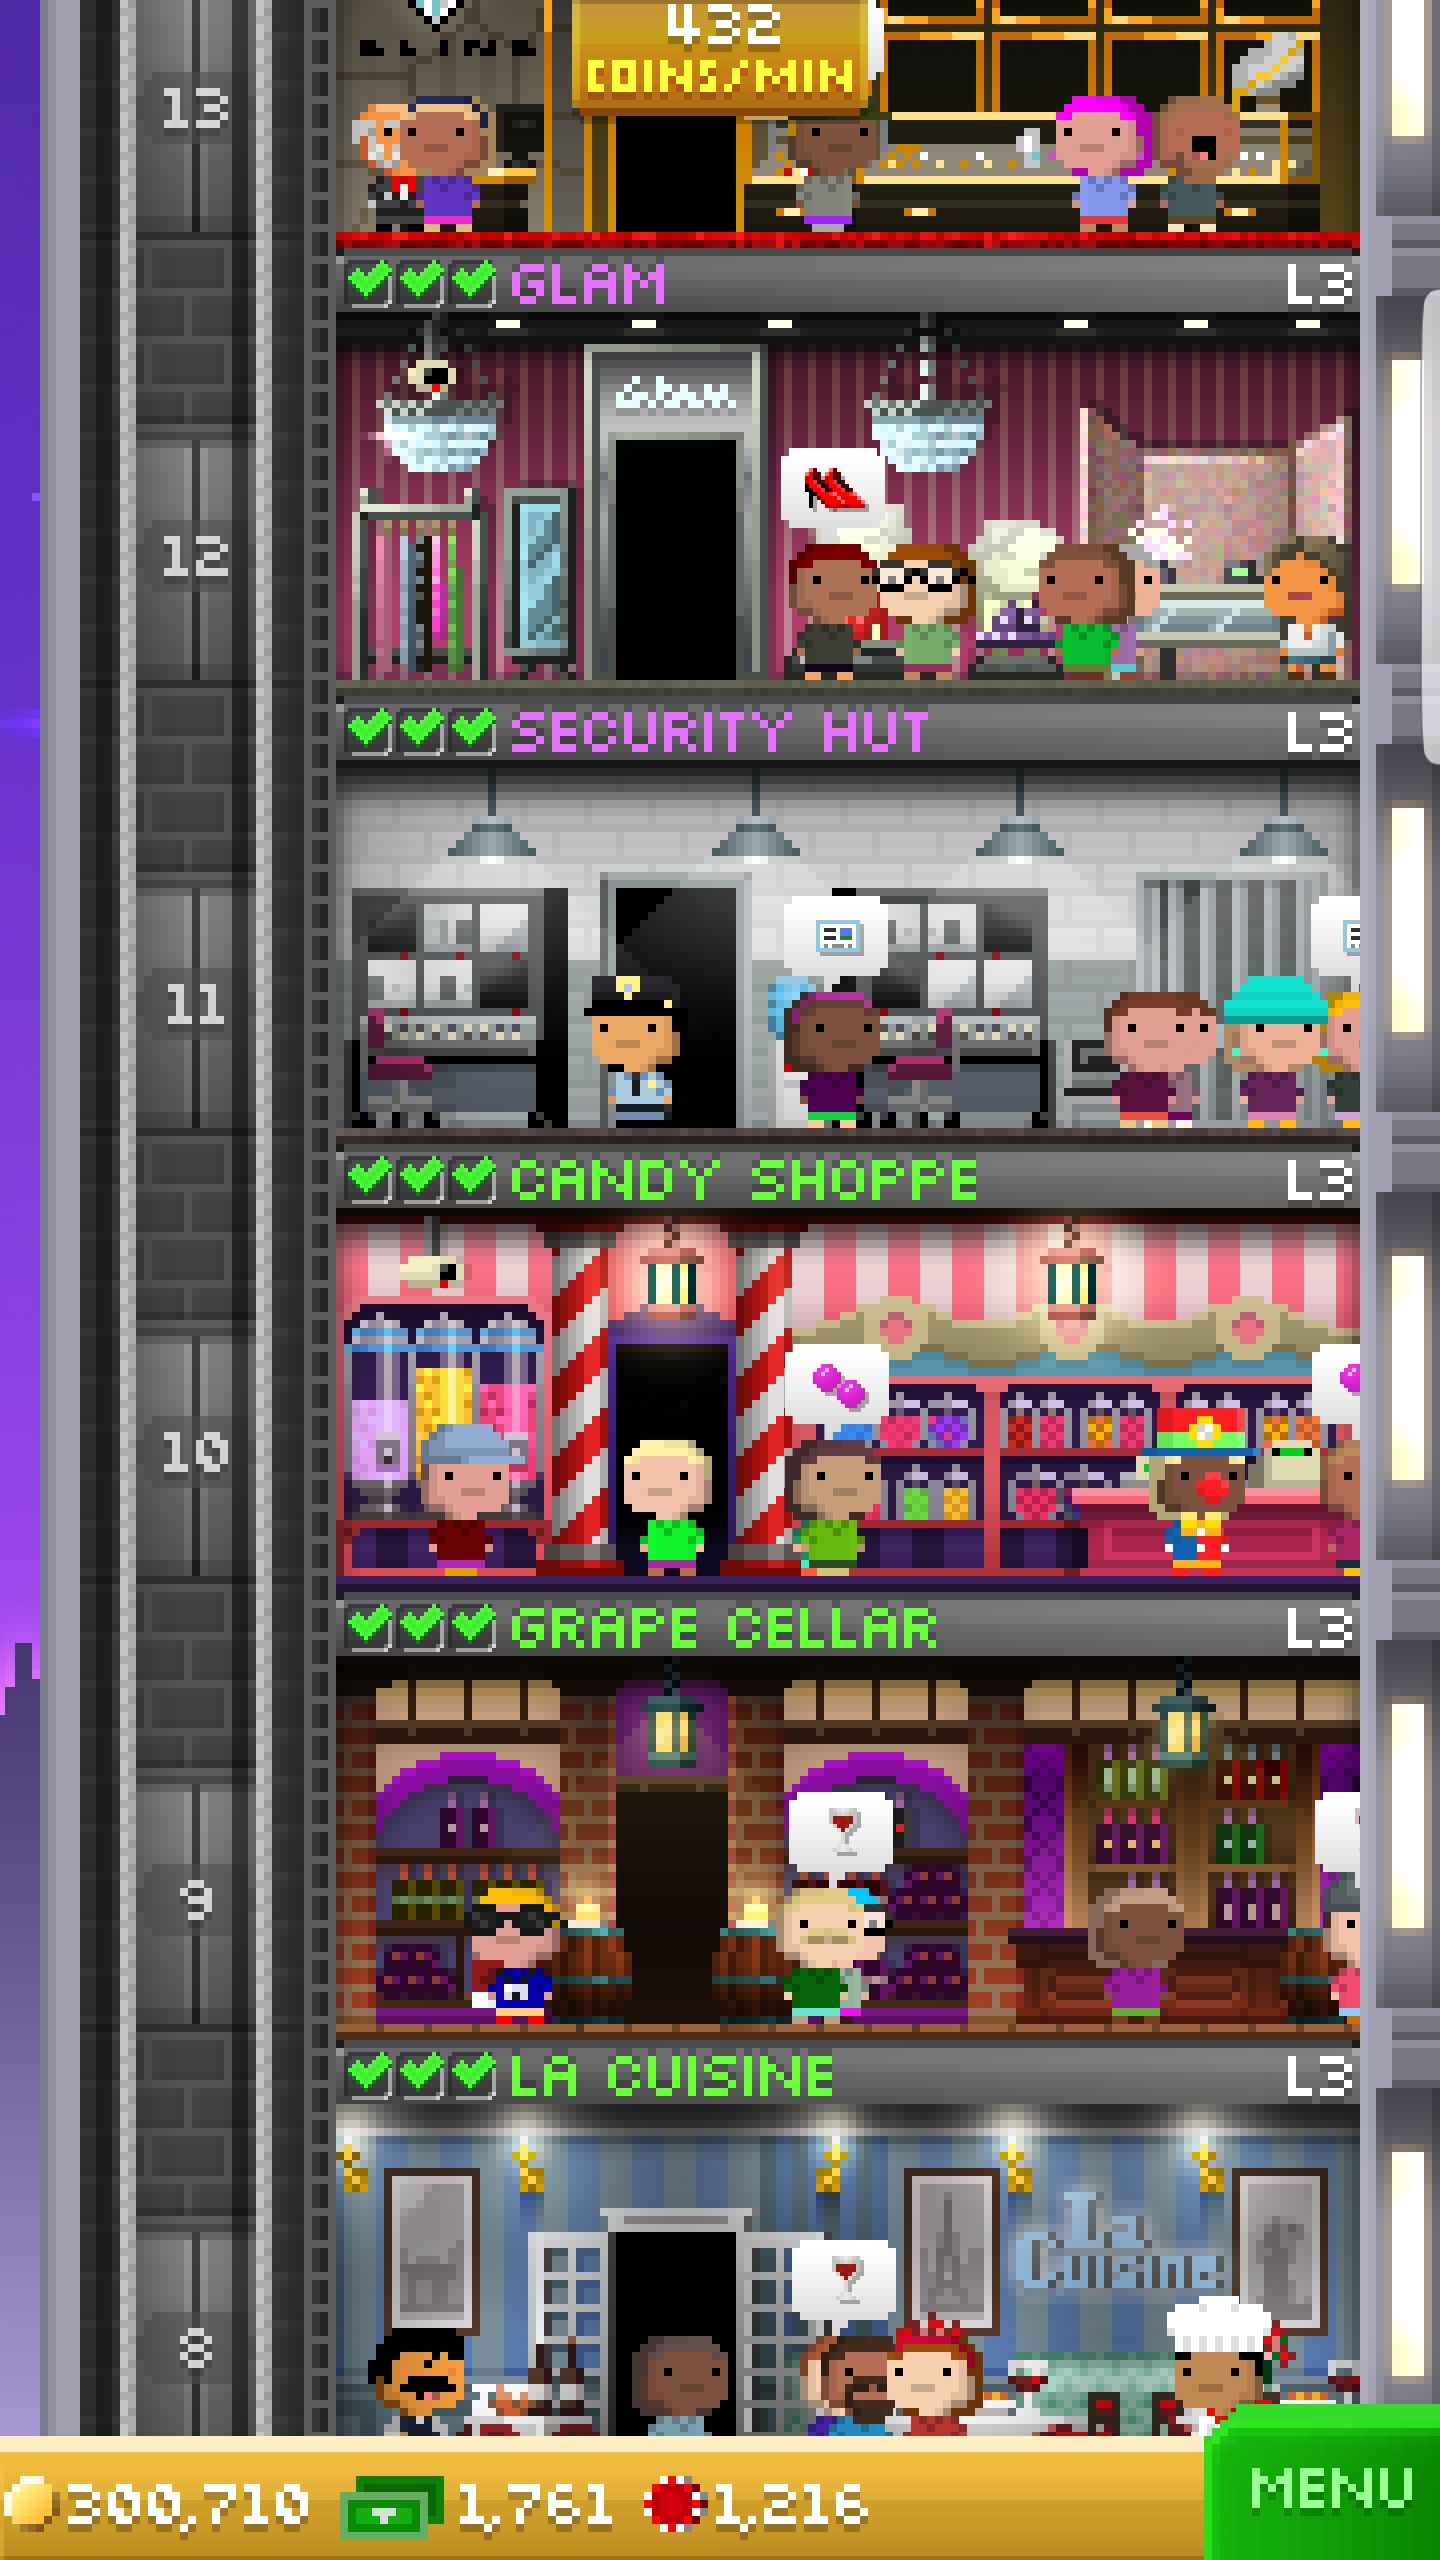 BLING
432
COINS/MIN
13
GLAM L3
Glam
12
SECURITY HUT L3
11
CANDY SHOPPE L3
10
GRAPE CELLAR L3
9
LA CUISINE L3
La
Cuisine
8
300,710 1,761 1,216
MENU